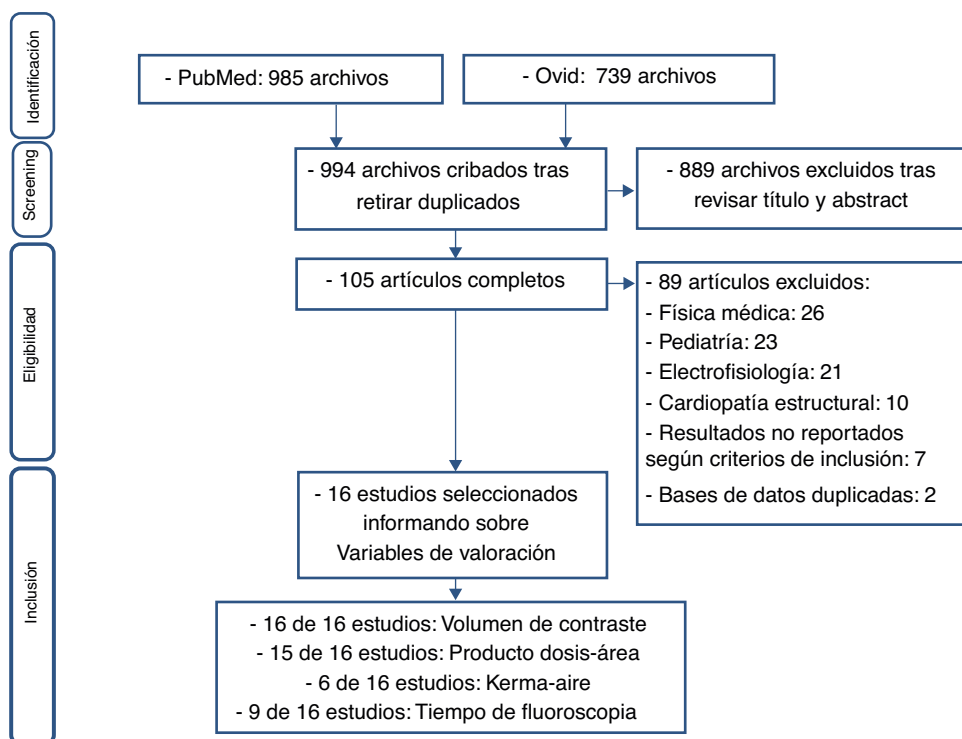 Identificación
- PubMed: 985 archivos
- Ovid: 739 archivos
Screening
- 994 archivos cribados tras
retirar duplicados
- 889 archivos excluidos tras
revisar título y abstract
Eligibilidad
- 105 artículos completos
- 89 artículos excluidos:
- Física médica: 26
- Pediatría: 23
- Electrofisiología: 21
- Cardiopatía estructural: 10
- Resultados no reportados
según criterios de inclusión: 7
- Bases de datos duplicadas: 2
Inclusión
- 16 estudios seleccionados
informando sobre
Variables de valoración
- 16 de 16 estudios: Volumen de contraste
- 15 de 16 estudios: Producto dosis-área
- 6 de 16 estudios: Kerma-aire
- 9 de 16 estudios: Tiempo de fluoroscopia